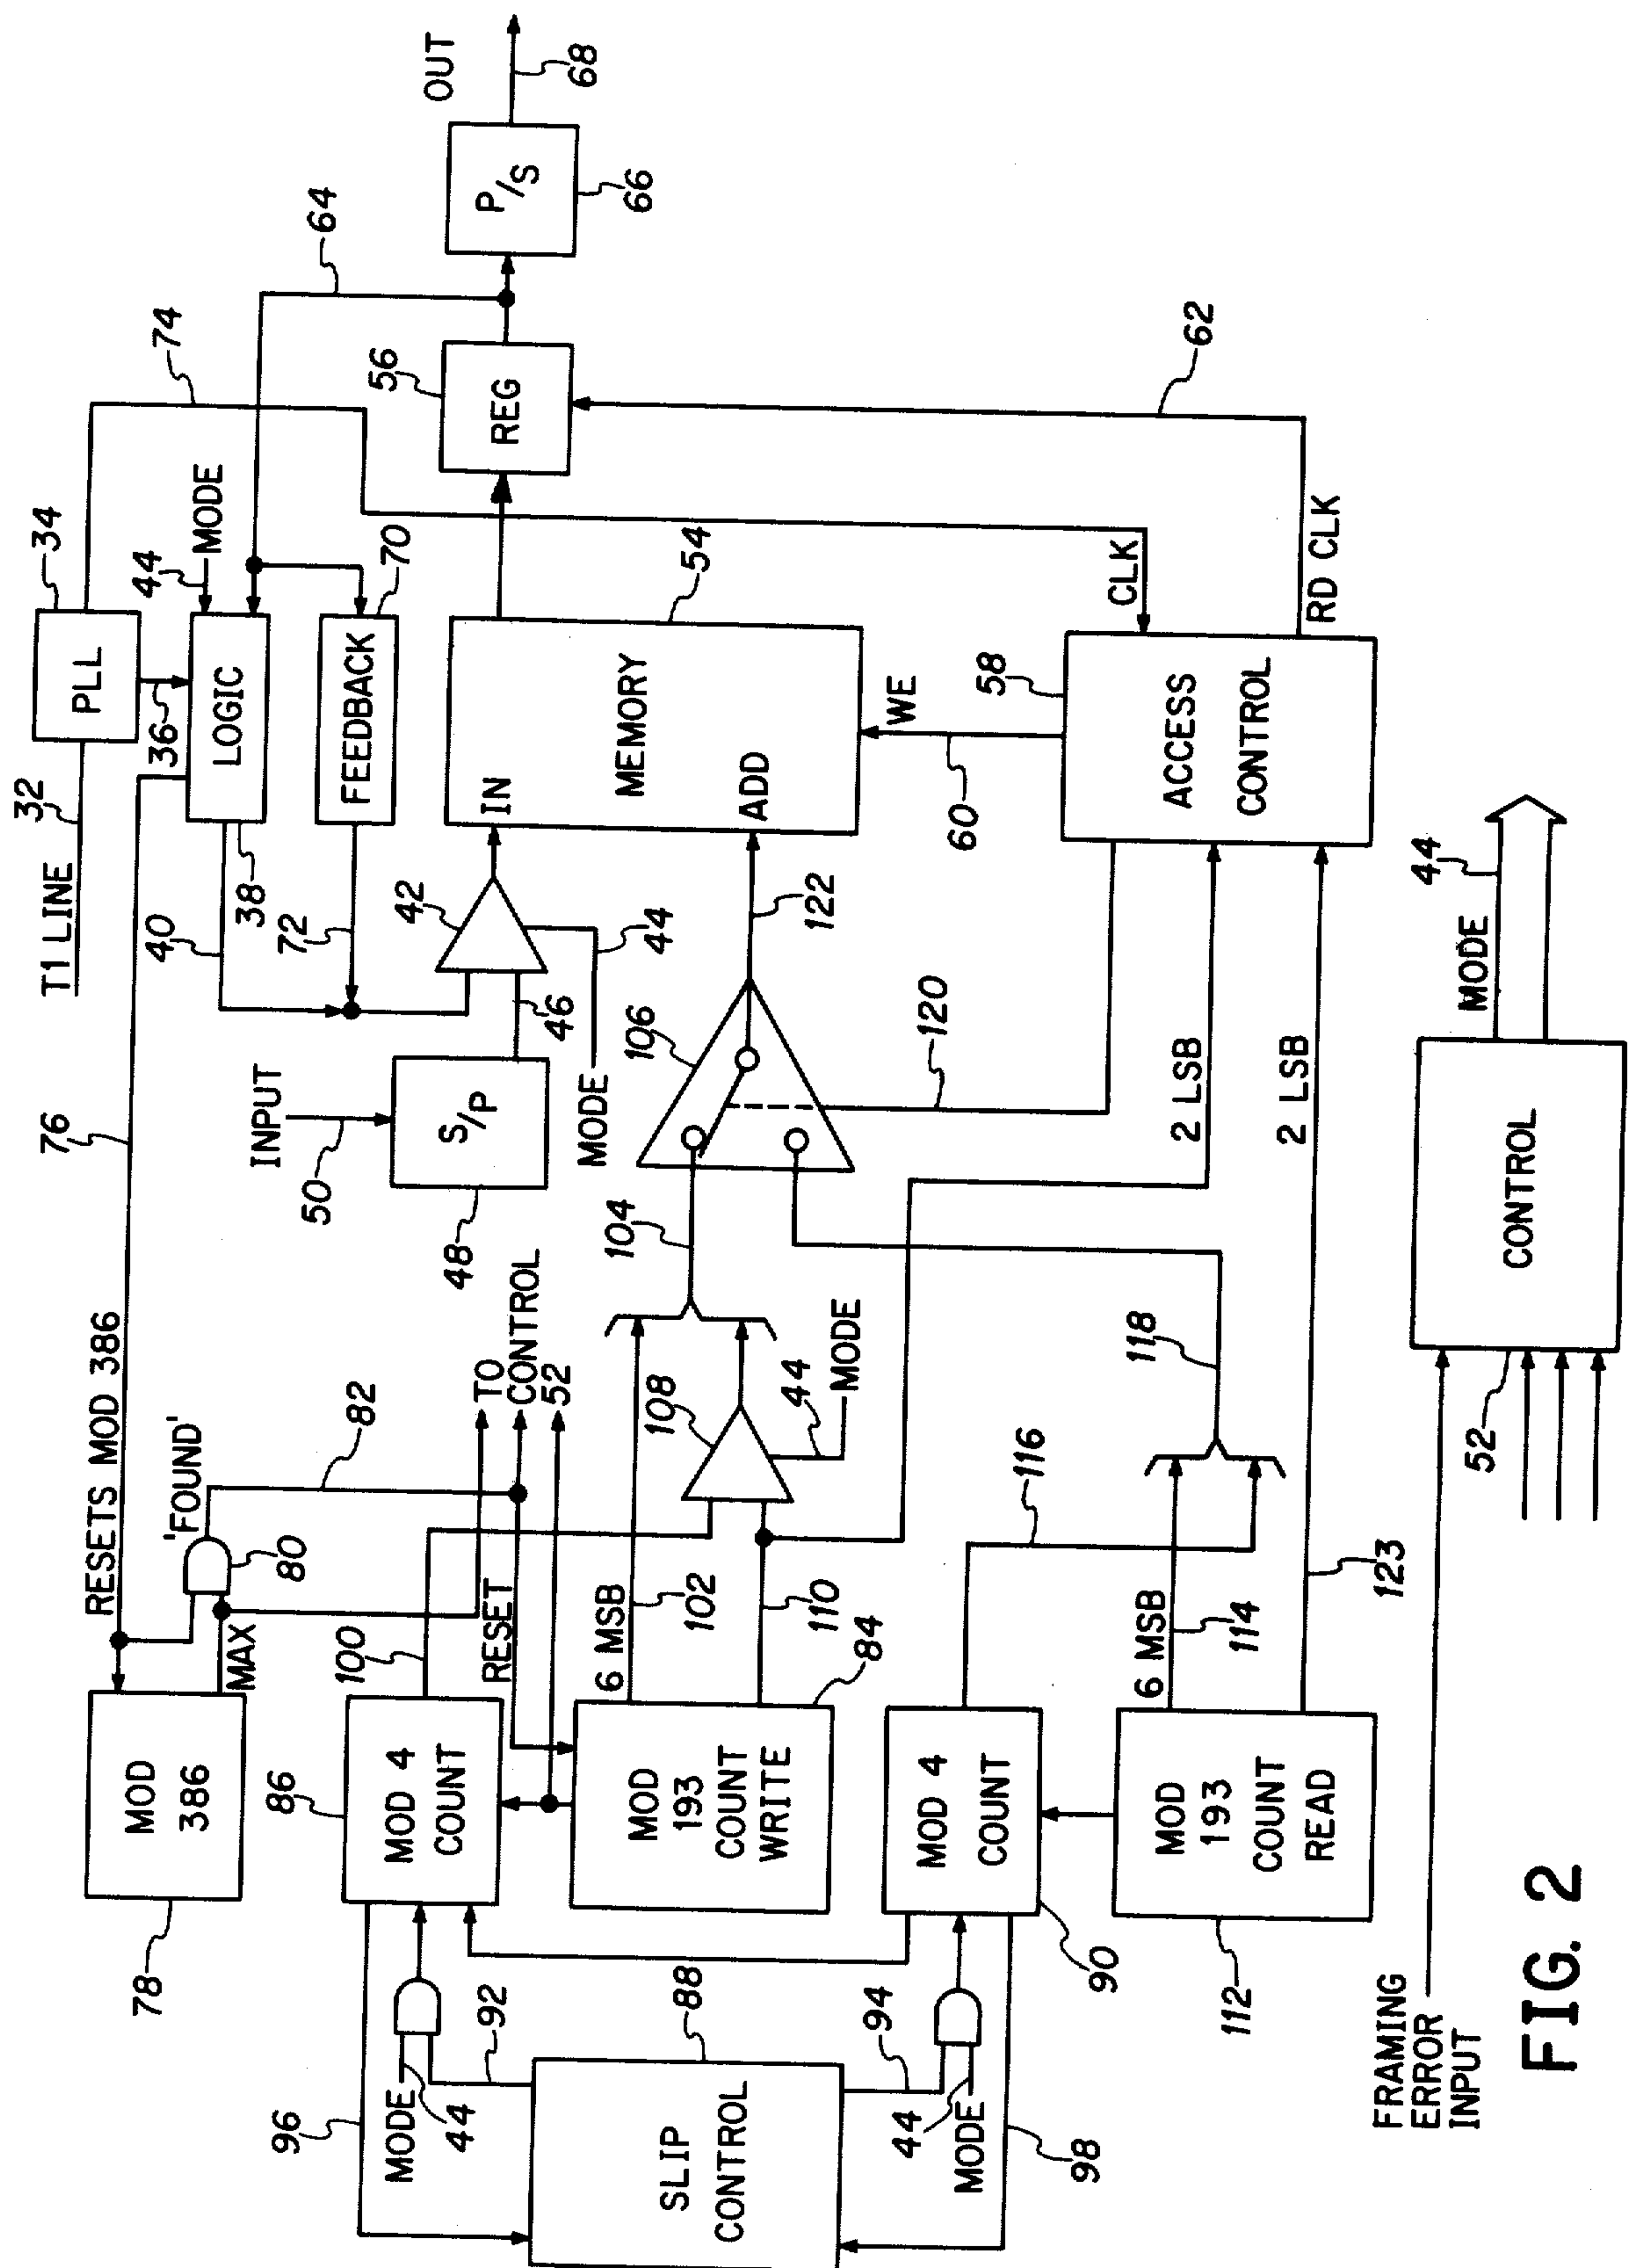 T1 LINE
32
34
PLL
36
44
MODE
LOGIC
38
40
FEEDBACK
70
72
74
64
76
RESETS MOD 386
MOD
386
78
MAX
'FOUND'
80
82
TO
CONTROL
52
INPUT
50
S/P
48
46
42
44
MODE
IN
MEMORY
ADD
54
56
REG
P/S
66
OUT
68
62
MOD 4
COUNT
86
100
RESET
MOD
193
COUNT
WRITE
84
6 MSB
102
110
108
44
MODE
104
106
122
120
WE
60
58
ACCESS
CONTROL
CLK
RD CLK
2 LSB
2 LSB
SLIP
CONTROL
88
96
MODE
44
92
94
44
MODE
98
MOD 4
COUNT
90
116
MOD
193
COUNT
READ
112
6 MSB
114
118
123
FRAMING
ERROR
INPUT
52
CONTROL
MODE
44
FIG. 2